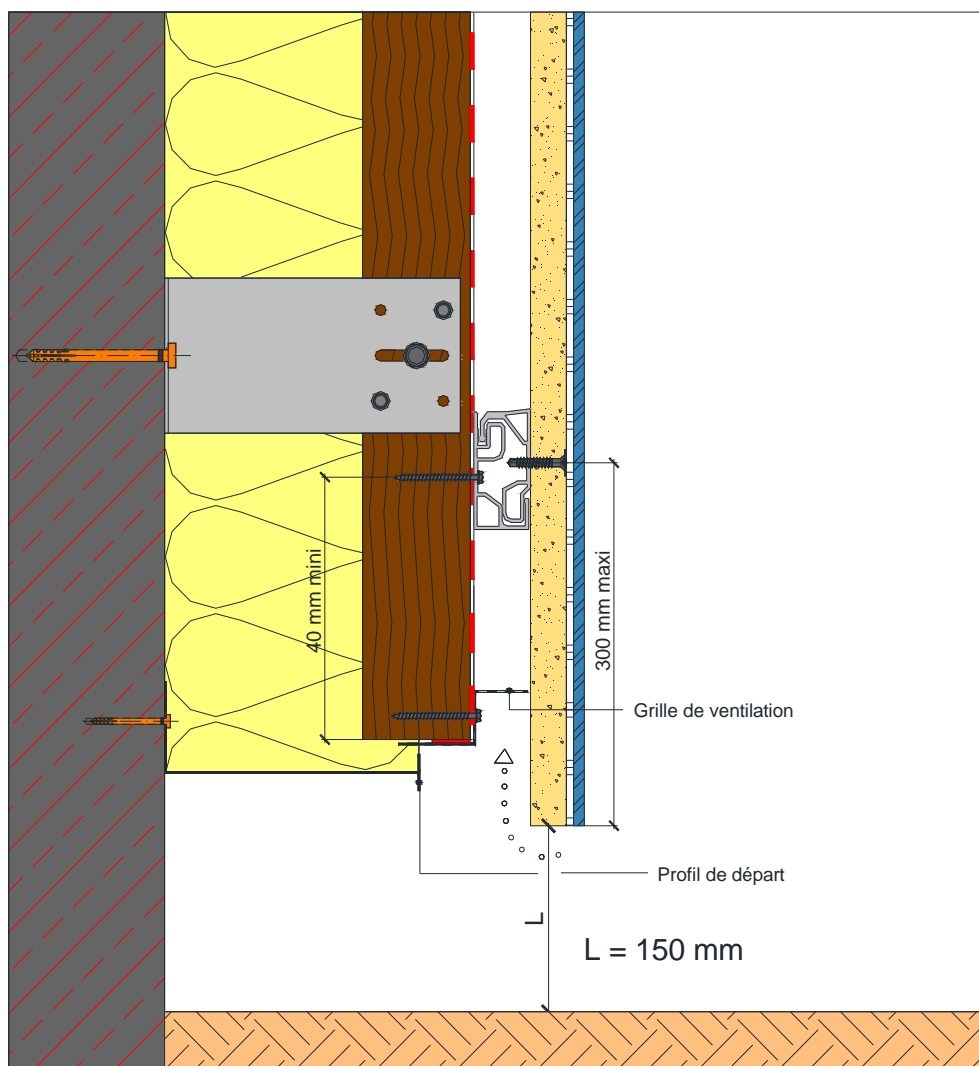 40 mm mini
300 mm maxi
Grille de ventilation
Profil de départ
L
L = 150 mm